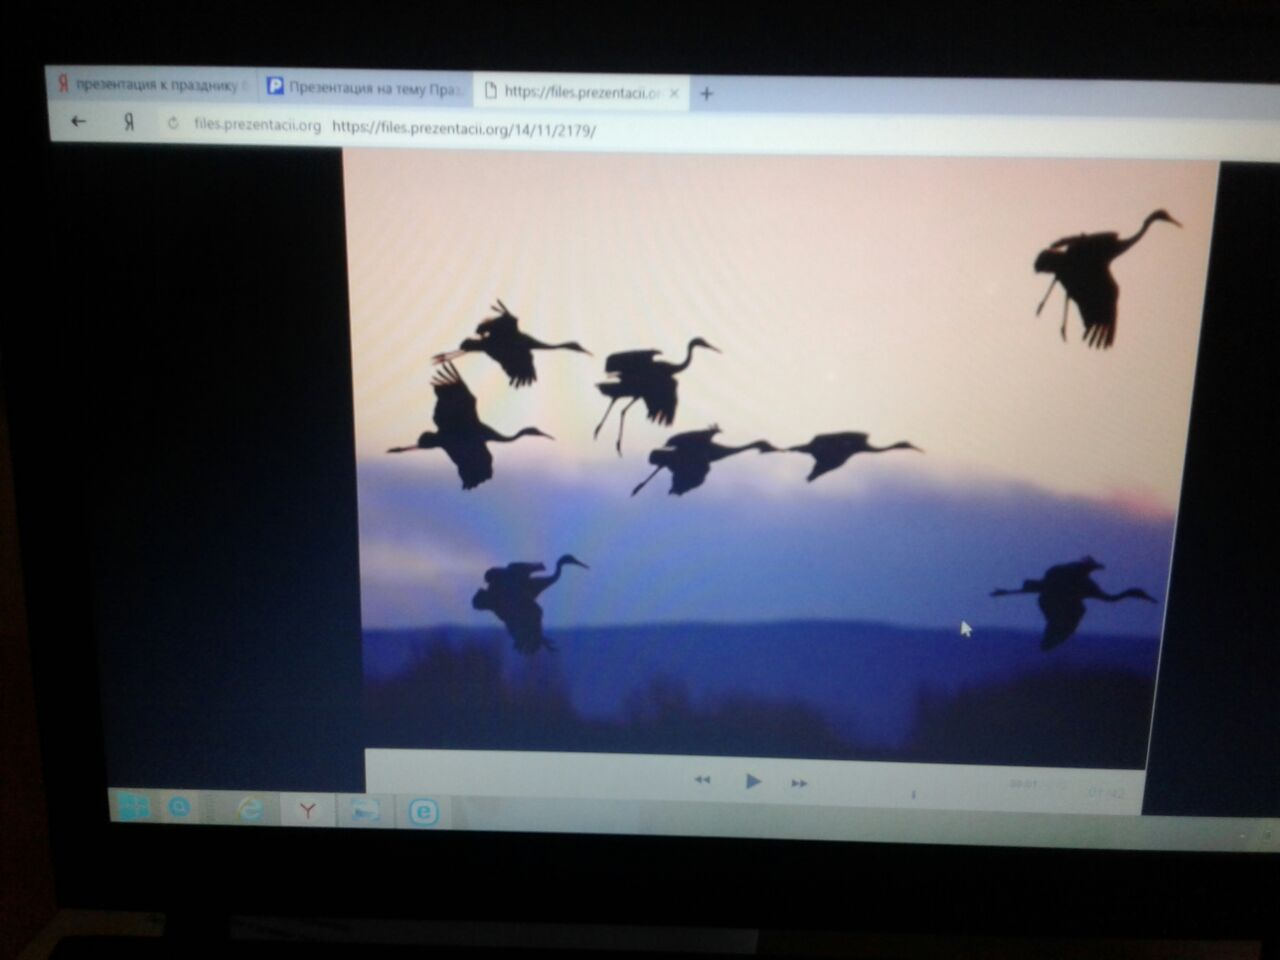 презентация к празднику
Презентация на тему Праз
https://files.prezentacii.or
files.prezentacii.org https://files.prezentacii.org/14/11/2179/